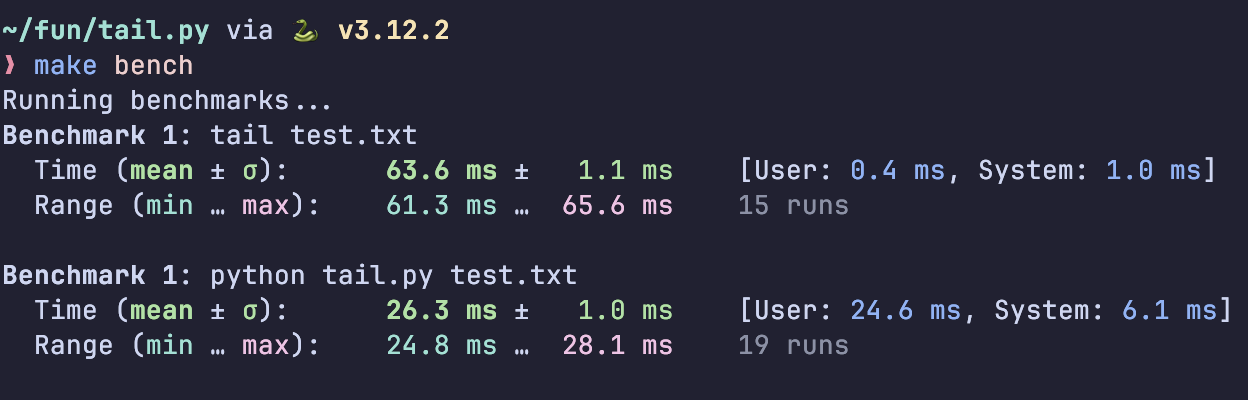 ~/fun/tail.py via 🐍 v3.12.2
❱ make bench
Running benchmarks...
Benchmark 1: tail test.txt
  Time (mean ± σ):      63.6 ms ±   1.1 ms    [User: 0.4 ms, System: 1.0 ms]
  Range (min … max):    61.3 ms …  65.6 ms    15 runs

Benchmark 1: python tail.py test.txt
  Time (mean ± σ):      26.3 ms ±   1.0 ms    [User: 24.6 ms, System: 6.1 ms]
  Range (min … max):    24.8 ms …  28.1 ms    19 runs